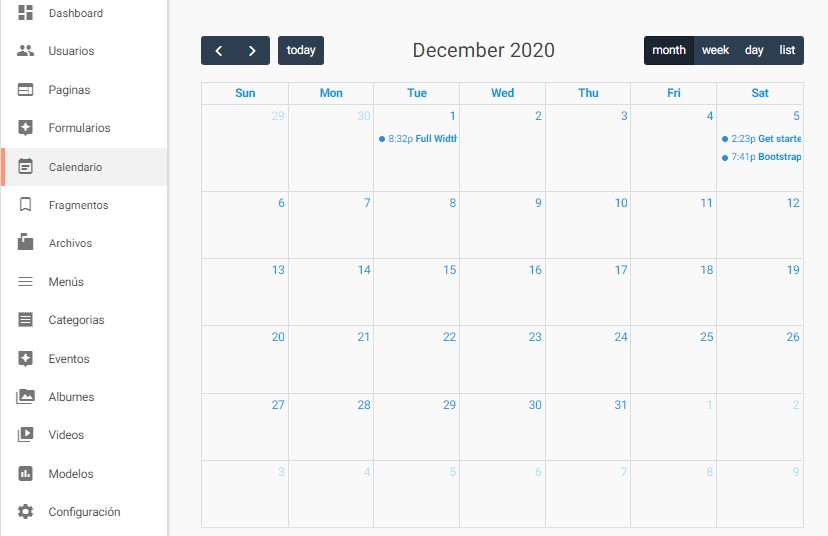 Dashboard
Usuarios
Paginas
Formularios
Calendario
Fragmentos
Archivos
Menús
Categorias
Eventos
Albumes
Videos
Modelos
Configuración
today
December 2020
month week day list
Sun Mon Tue Wed Thu Fri Sat
29 30 1 2 3 4 5
8:32p Full Width
2:23p Get starte
7:41p Bootstrap
6 7 8 9 10 11 12
13 14 15 16 17 18 19
20 21 22 23 24 25 26
27 28 29 30 31 1 2
3 4 5 6 7 8 9